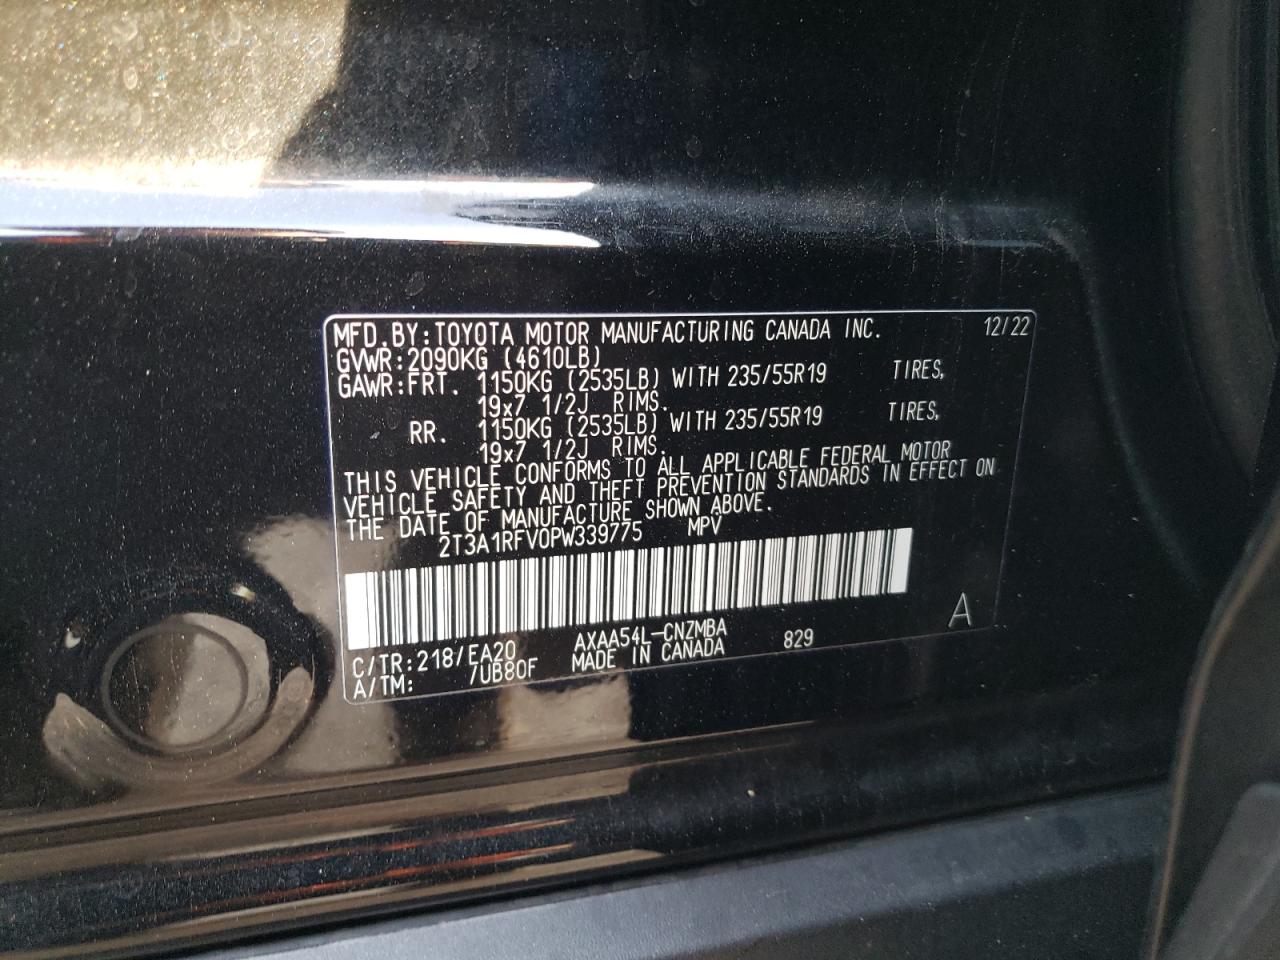 MFD.BY:TOYOTA MOTOR MANUFACTURING CANADA INC. 12/22
GVWR:2090KG (4610LB)
GAWR:FRT. 1150KG (2535LB) WITH 235/55R19 TIRES,
19x7 1/2J RIMS.
RR. 1150KG (2535LB) WITH 235/55R19 TIRES,
19x7 1/2J RIMS.
THIS VEHICLE CONFORMS TO ALL APPLICABLE FEDERAL MOTOR
VEHICLE SAFETY AND THEFT PREVENTION STANDARDS IN EFFECT ON
THE DATE OF MANUFACTURE SHOWN ABOVE.
2T3A1RFV0PW339775 MPV
A
C/TR:218/EA20 AXAA54L-CNZMBA 829
A/TM: /UB80F MADE IN CANADA